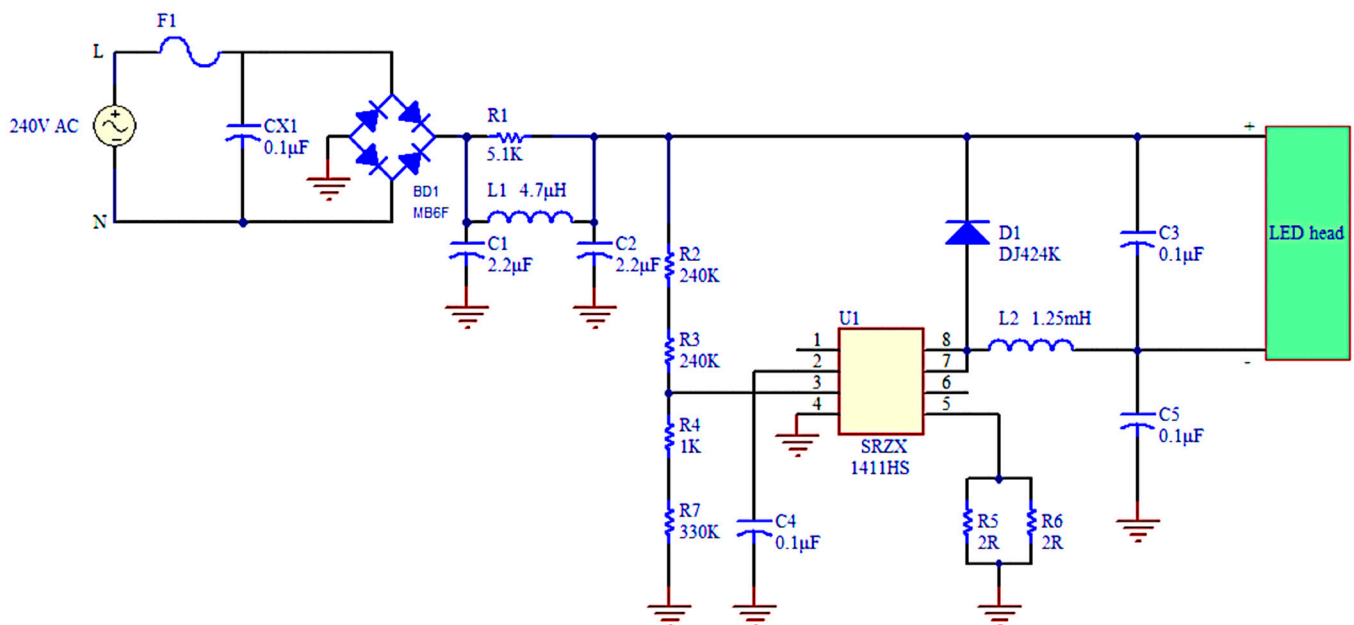 F1
L
240V AC
N
CX1
0.1µF
BD1
MB6F
R1
5.1K
L1 4.7µH
C1
2.2µF
C2
2.2µF
R2
240K
R3
240K
R4
1K
R7
330K
C4
0.1µF
U1
1
2
3
4
8
7
6
5
SRZX
1411HS
R5
2R
R6
2R
D1
DJ424K
L2 1.25mH
C3
0.1µF
C5
0.1µF
+
-
LED head